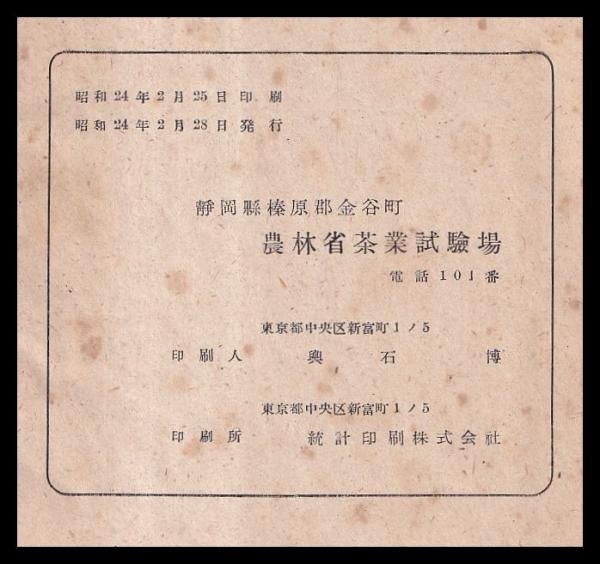 昭和24年2月25日印刷
昭和24年2月28日発行
靜岡縣榛原郡金谷町
農林省茶業試驗場
電話101番
東京都中央区新富町1ノ5
印刷人 輿石博
東京都中央区新富町1ノ5
印刷所 統計印刷株式会社